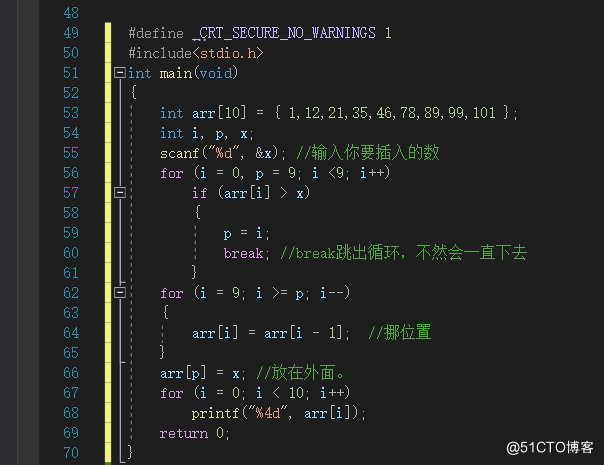 48
49 #define _CRT_SECURE_NO_WARNINGS 1
50 #include<stdio.h>
51 int main(void)
52 {
53 int arr[10] = { 1,12,21,35,46,78,89,99,101 };
54 int i, p, x;
55 scanf("%d", &x); //输入你要插入的数
56 for (i = 0, p = 9; i <9; i++)
57 if (arr[i] > x)
58 {
59 p = i;
60 break; //break跳出循环，不然会一直下去
61 }
62 for (i = 9; i >= p; i--)
63 {
64 arr[i] = arr[i - 1]; //挪位置
65 }
66 arr[p] = x; //放在外面。
67 for (i = 0; i < 10; i++)
68 printf("%4d", arr[i]);
69 return 0;
70 }
@51CTO博客